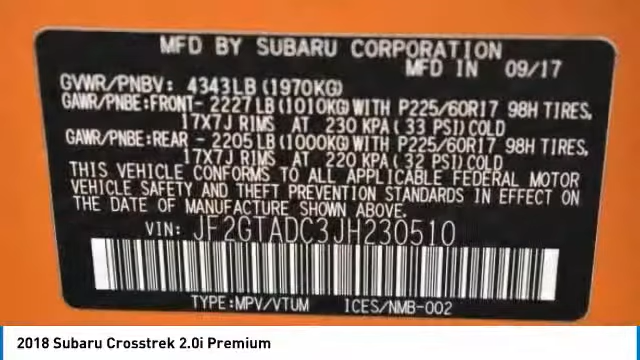 MFD BY SUBARU CORPORATION
MFD IN 09/17
GVWR/PNBV: 4343LB (1970KG)
GAWR/PNBE:FRONT- 2227LB (1010KG) WITH P225/60R17 98H TIRES,
17X7J RIMS AT 230 KPA( 33 PSI) COLD
GAWR/PNBE:REAR - 2205LB (1000KG) WITH P225/60R17 98H TIRES,
17X7J RIMS AT 220 KPA( 32 PSI) COLD
THIS VEHICLE CONFORMS TO ALL APPLICABLE FEDERAL MOTOR
VEHICLE SAFETY AND THEFT PREVENTION STANDARDS IN EFFECT ON
THE DATE OF MANUFACTURE SHOWN ABOVE.
VIN: JF2GTADC3JH230510
TYPE:MPV/VTUM ICES/NMB-002
2018 Subaru Crosstrek 2.0i Premium